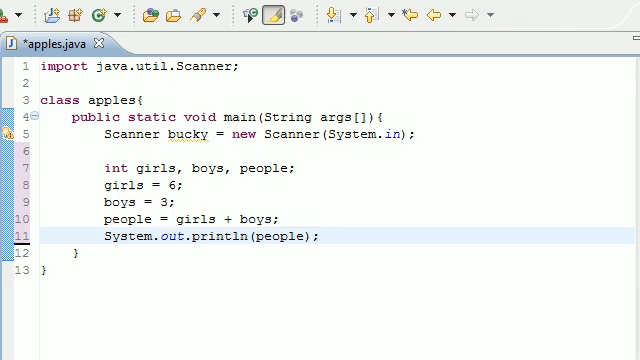 *apples.java
1 import java.util.Scanner;
2
3 class apples{
4 public static void main(String args[]){
5 Scanner bucky = new Scanner(System.in);
6
7 int girls, boys, people;
8 girls = 6;
9 boys = 3;
10 people = girls + boys;
11 System.out.println(people);
12 }
13 }